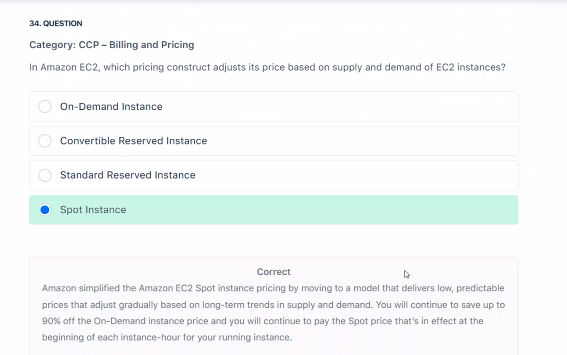 34. QUESTION
Category: CCP – Billing and Pricing
In Amazon EC2, which pricing construct adjusts its price based on supply and demand of EC2 instances?
On-Demand Instance
Convertible Reserved Instance
Standard Reserved Instance
Spot Instance
Correct
Amazon simplified the Amazon EC2 Spot instance pricing by moving to a model that delivers low, predictable
prices that adjust gradually based on long-term trends in supply and demand. You will continue to save up to
90% off the On-Demand instance price and you will continue to pay the Spot price that's in effect at the
beginning of each instance-hour for your running instance.